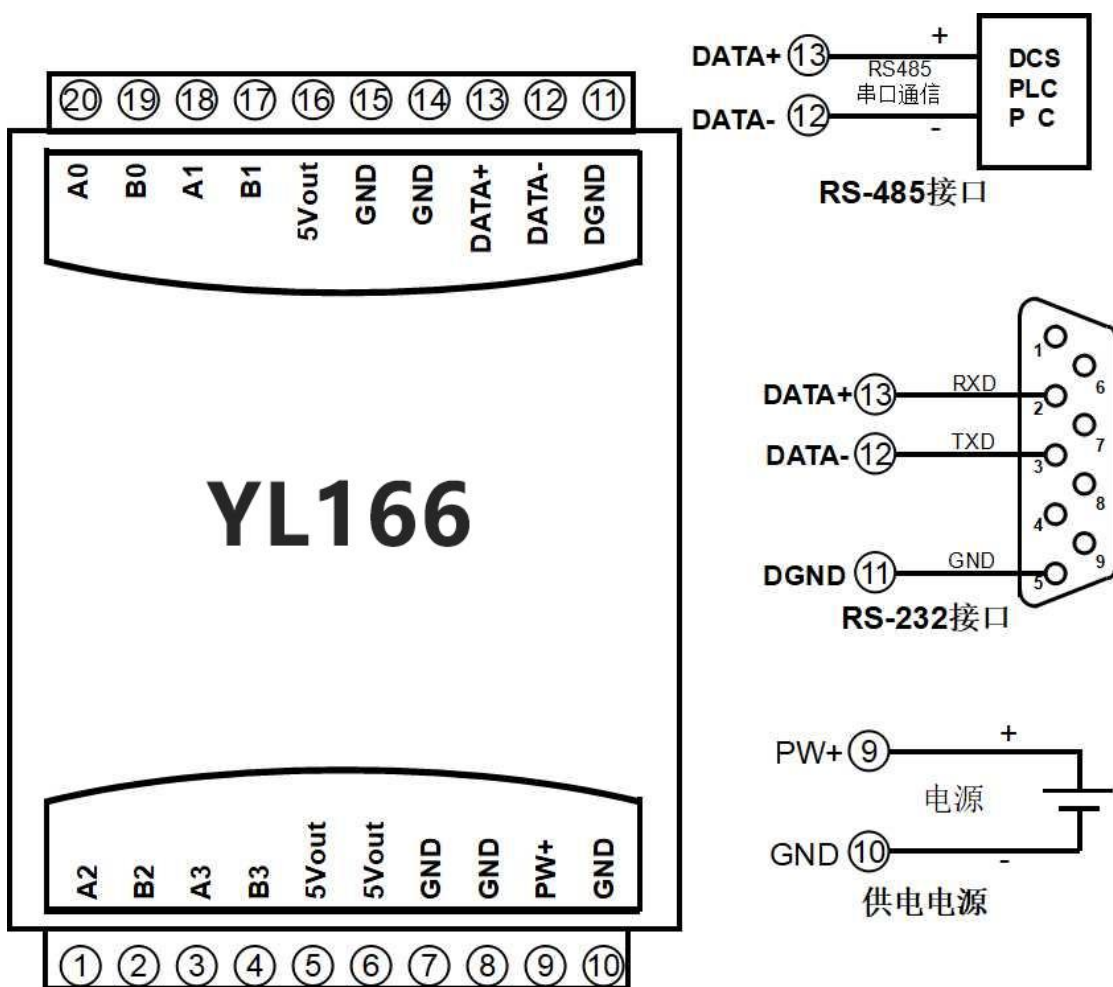 20 19 18 17 16 15 14 13 12 11
A0 B0 A1 B1 5Vout GND GND DATA+ DATA- DGND
YL166
A2 B2 A3 B3 5Vout 5Vout GND GND PW+ GND
1 2 3 4 5 6 7 8 9 10
DATA+ 13 +
RS485
串口通信
DATA- 12 -
DCS
PLC
P C
RS-485接口
DATA+ 13 RXD
DATA- 12 TXD
DGND 11 GND
1
2
3
4
5
6
7
8
9
RS-232接口
PW+ 9 +
电源
GND 10 -
供电电源